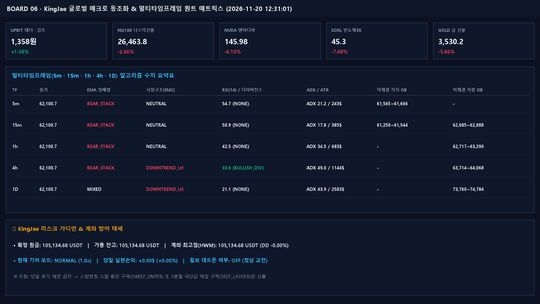 BOARD 06 · KingJae 글로벌 매크로 동조화 & 멀티타임프레임 퀀트 매트릭스 (2026-11-20 12:31:01)
UPBIT 테더 · 김프
1,358원
+1.58%
NQ100 나스닥선물
26,463.8
-2.66%
NVDA 엔비디아
145.98
-4.10%
SOXL 반도체3X
45.3
-7.68%
GOLD 금 선물
3,530.2
-5.66%
멀티타임프레임(5m · 15m · 1h · 4h · 1D) 알고리즘 수치 요약표
TF 종가 EMA 정배열 시장구조(SMC) RSI(14) / 다이버전스 ADX / ATR 미체결 지지 OB 미체결 저항 OB
5m 62,100.7 BEAR_STACK NEUTRAL 54.7 (NONE) ADX 21.2 / 243$ 61,565~61,666 -
15m 62,100.7 BEAR_STACK NEUTRAL 50.9 (NONE) ADX 17.8 / 385$ 61,250~61,544 62,685~62,888
1h 62,100.7 BEAR_STACK NEUTRAL 42.5 (NONE) ADX 34.5 / 683$ - 62,717~63,290
4h 62,100.7 BEAR_STACK DOWNTREND_LH 33.6 (BULLISH_DIV) ADX 49.0 / 1144$ - 63,714~64,068
1D 62,100.7 MIXED DOWNTREND_LH 21.1 (NONE) ADX 43.9 / 2583$ - 73,760~74,784
KingJae 리스크 가디언 & 계좌 방어 태세
• 확정 원금: 105,134.68 USDT | 가용 잔고: 105,134.68 USDT | 계좌 최고점(HWM): 105,134.68 USDT (DD -0.00%)
• 현재 기어 모드: NORMAL (1.0x) | 당일 실현손익: +0.00$ (+0.00%) | 킬포 데드존 여부: OFF (정상 교전)